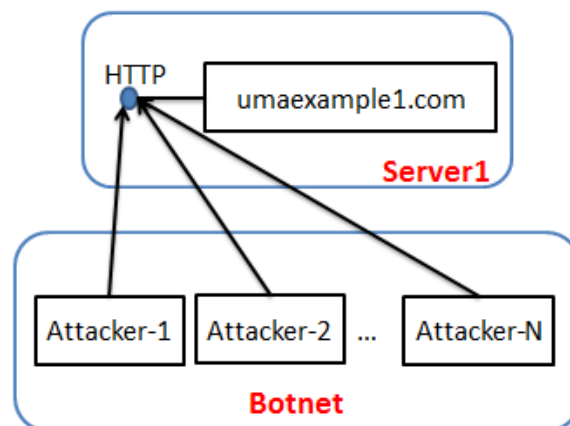 HTTP
umaexample1.com
Server1
Attacker-1
Attacker-2
...
Attacker-N
Botnet